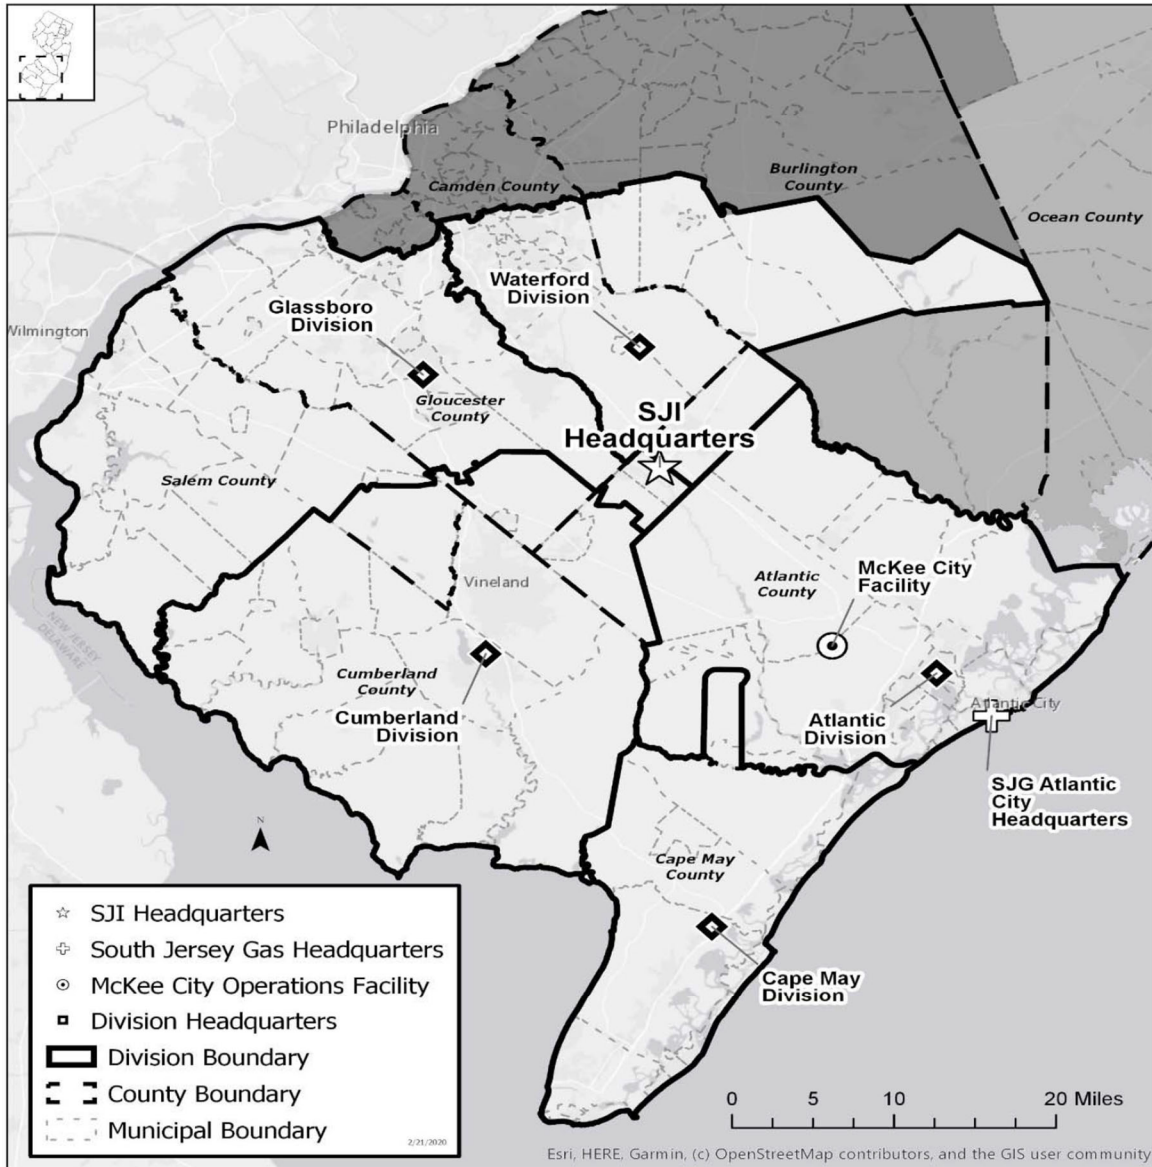 Philadelphia
Camden County
Burlington
County
Ocean County
Waterford
Division
Glassboro
Division
Wilmington
Gloucester
County
SJI
Headquarters
Salem County
Vineland
Atlantic
County
McKee City
Facility
Cumberland
County
Cumberland
Division
Atlantic City
Atlantic
Division
SJG Atlantic
City
Headquarters
NEW JERSEY
DELAWARE
N
Cape May
County
Cape May
Division
SJI Headquarters
South Jersey Gas Headquarters
McKee City Operations Facility
Division Headquarters
Division Boundary
County Boundary
Municipal Boundary
2/21/2020
0 5 10 20 Miles
Esri, HERE, Garmin, (c) OpenStreetMap contributors, and the GIS user community